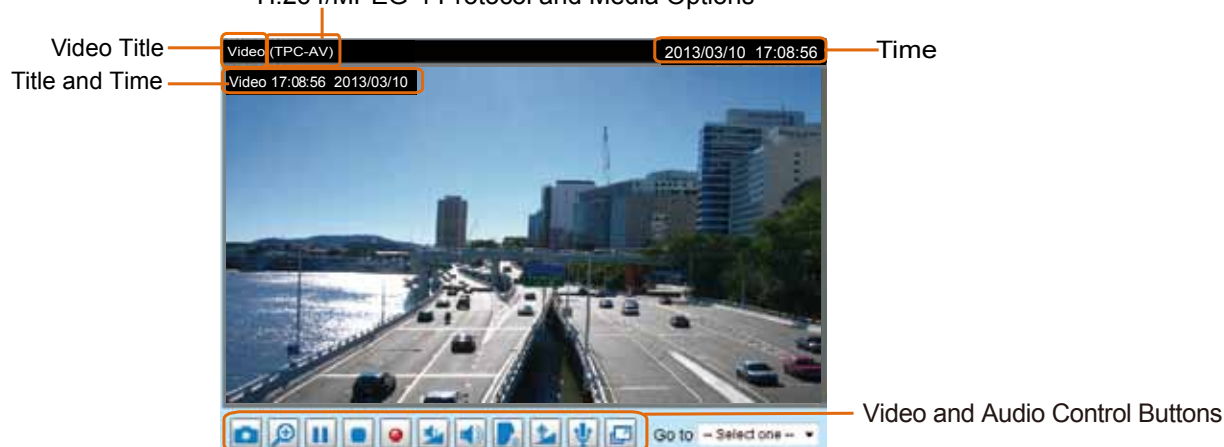 H.264/MPEG-4 Protocol and Media Options
Video Title
Video (TPC-AV)
2013/03/10 17:08:56
Time
Title and Time
Video 17:08:56 2013/03/10
Video and Audio Control Buttons
Go to -- Select one --